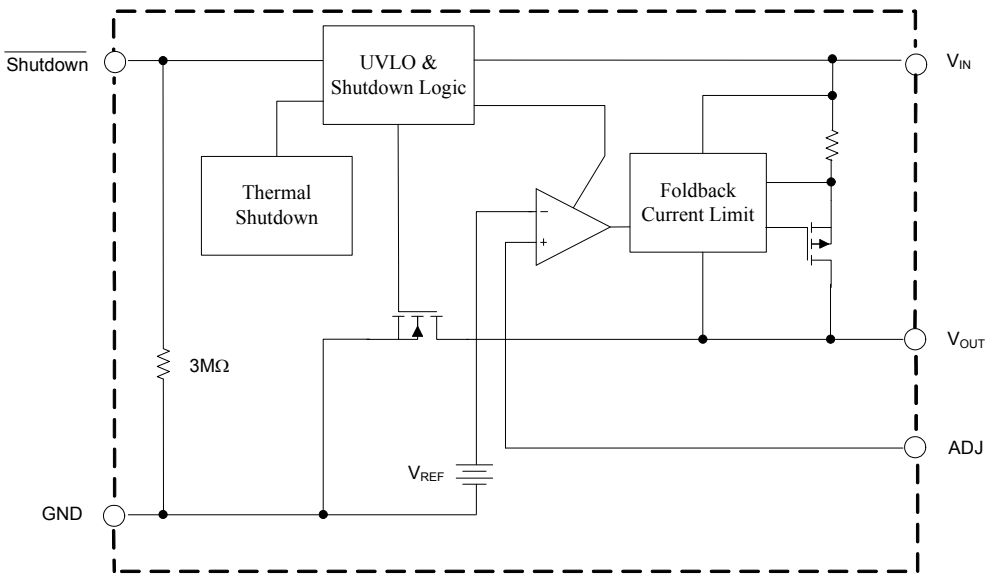 Shutdown
UVLO &
Shutdown Logic
VIN
Thermal
Shutdown
−
+
Foldback
Current Limit
VOUT
3MΩ
ADJ
VREF
GND